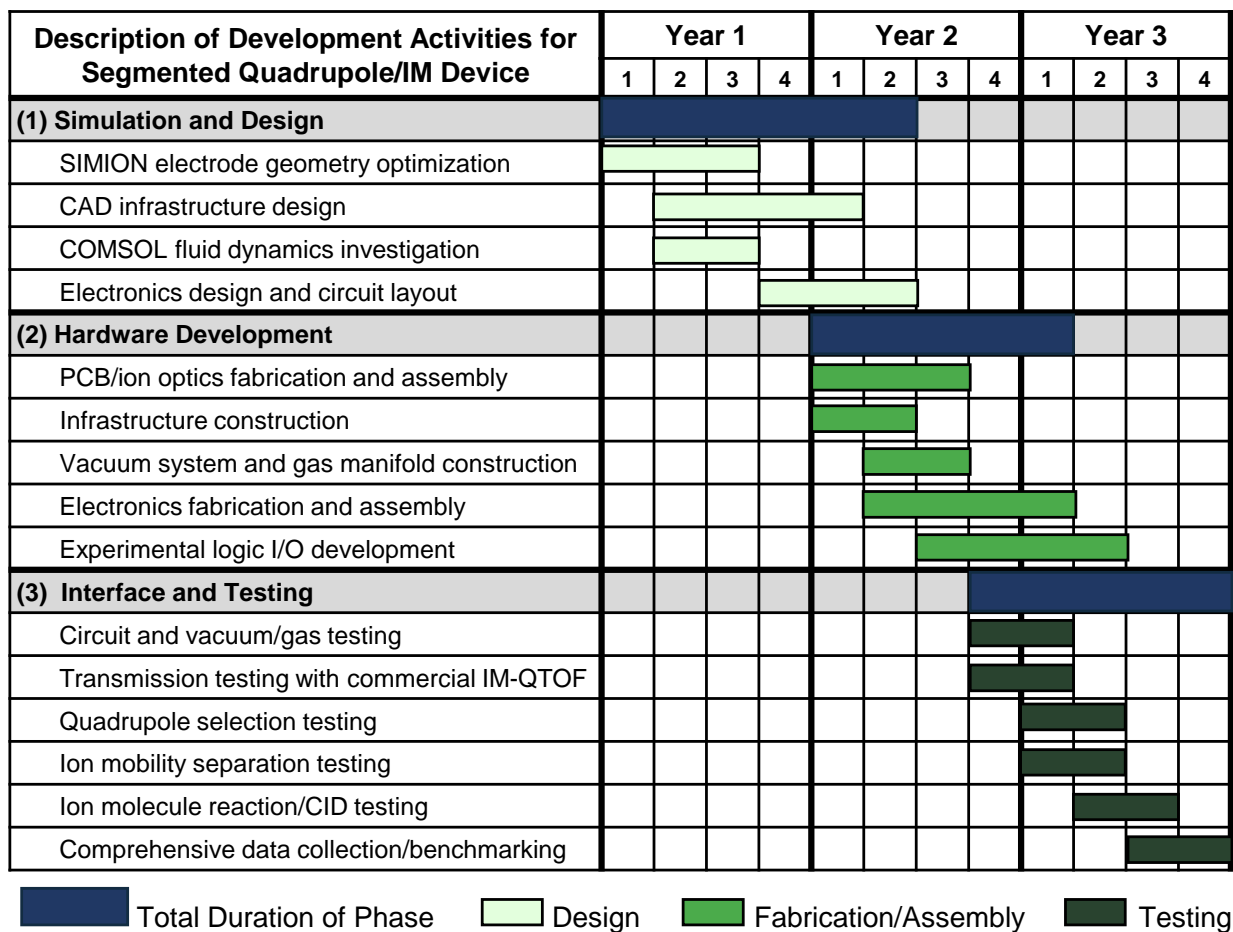 Description of Development Activities for
Segmented Quadrupole/IM Device
Year 1 Year 2 Year 3
1 2 3 4 1 2 3 4 1 2 3 4
(1) Simulation and Design
SIMION electrode geometry optimization
CAD infrastructure design
COMSOL fluid dynamics investigation
Electronics design and circuit layout
(2) Hardware Development
PCB/ion optics fabrication and assembly
Infrastructure construction
Vacuum system and gas manifold construction
Electronics fabrication and assembly
Experimental logic I/O development
(3) Interface and Testing
Circuit and vacuum/gas testing
Transmission testing with commercial IM-QTOF
Quadrupole selection testing
Ion mobility separation testing
Ion molecule reaction/CID testing
Comprehensive data collection/benchmarking
Total Duration of Phase Design Fabrication/Assembly Testing